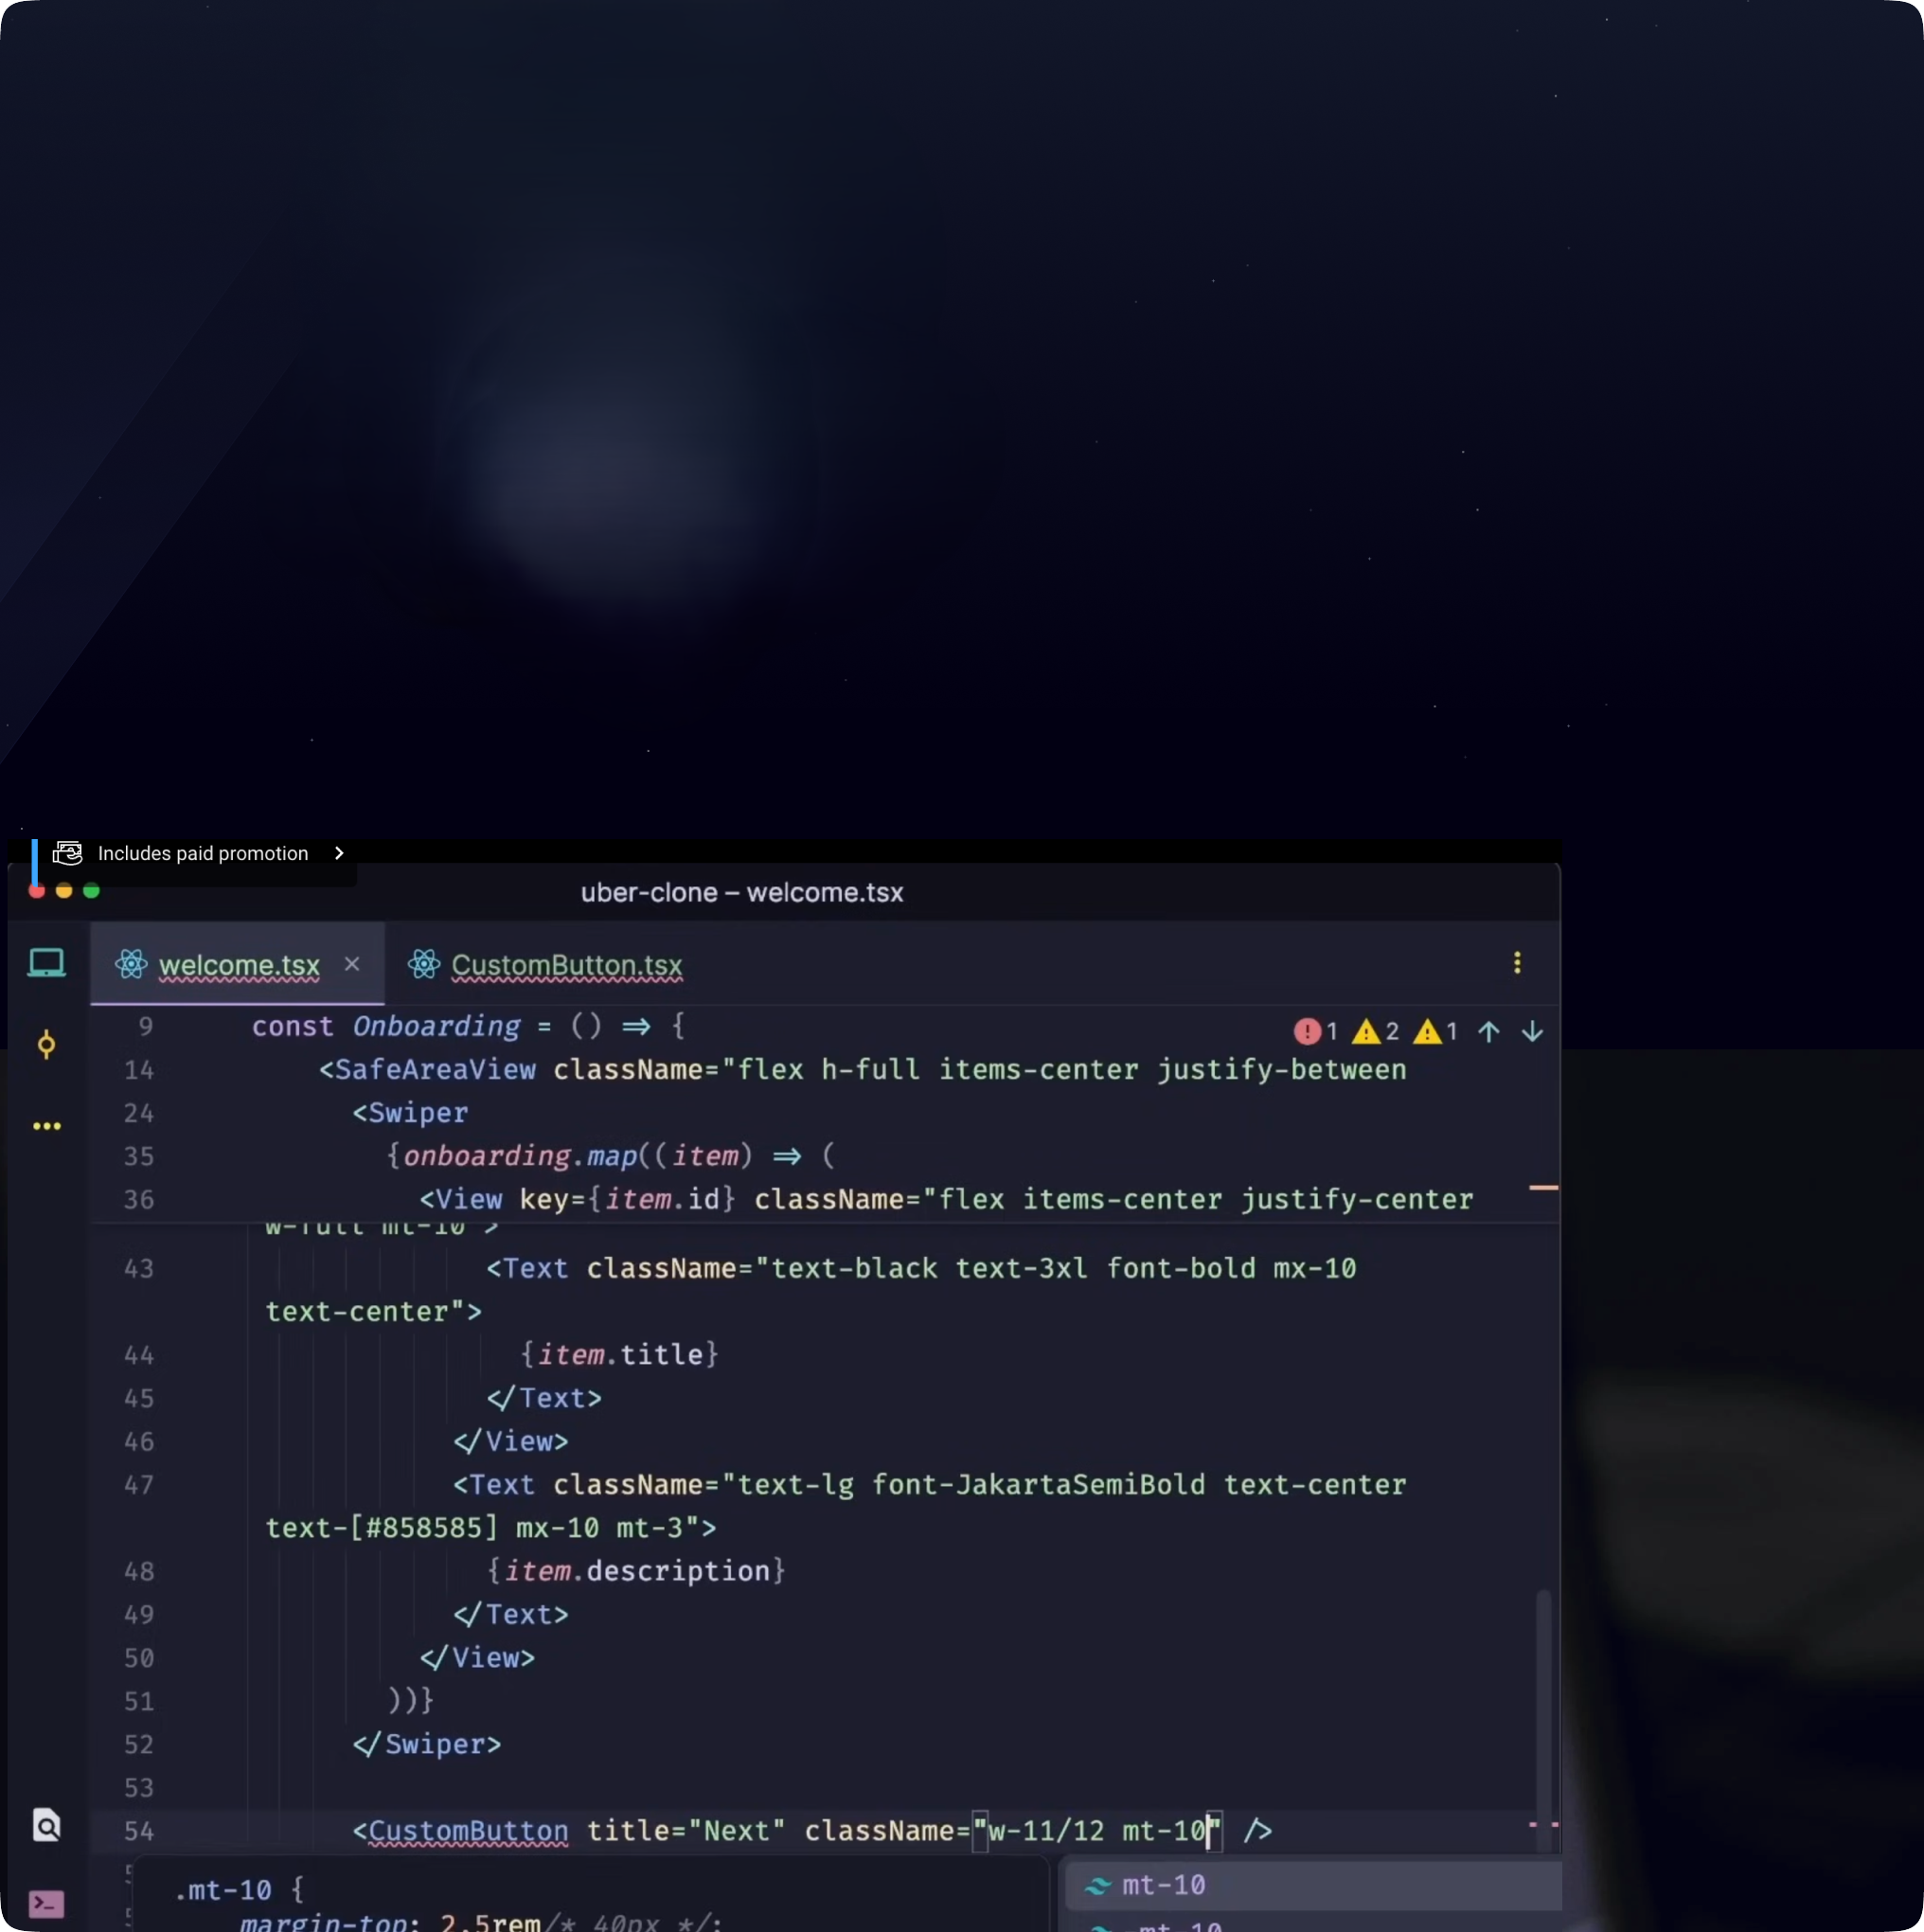 Includes paid promotion
uber-clone – welcome.tsx
welcome.tsx × CustomButton.tsx
9 const Onboarding = () => {
1 2 1
14 <SafeAreaView className="flex h-full items-center justify-between
24 <Swiper
35 {onboarding.map((item) => (
36 <View key={item.id} className="flex items-center justify-center
w-full mt-10">
43 <Text className="text-black text-3xl font-bold mx-10
text-center">
44 {item.title}
45 </Text>
46 </View>
47 <Text className="text-lg font-JakartaSemiBold text-center
text-[#858585] mx-10 mt-3">
48 {item.description}
49 </Text>
50 </View>
51 ))}
52 </Swiper>
53
54 <CustomButton title="Next" className="w-11/12 mt-10" />
.mt-10 {
margin-top: 2.5rem/* 40px */;
mt-10
-mt-10